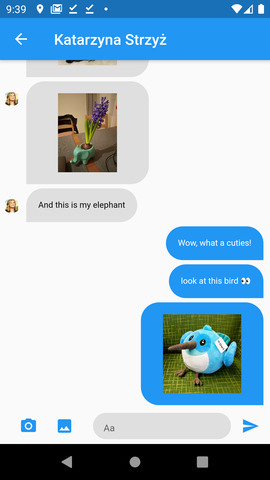 9:39
Katarzyna Strzyż
And this is my elephant
Wow, what a cuties!
look at this bird 👀
Aa